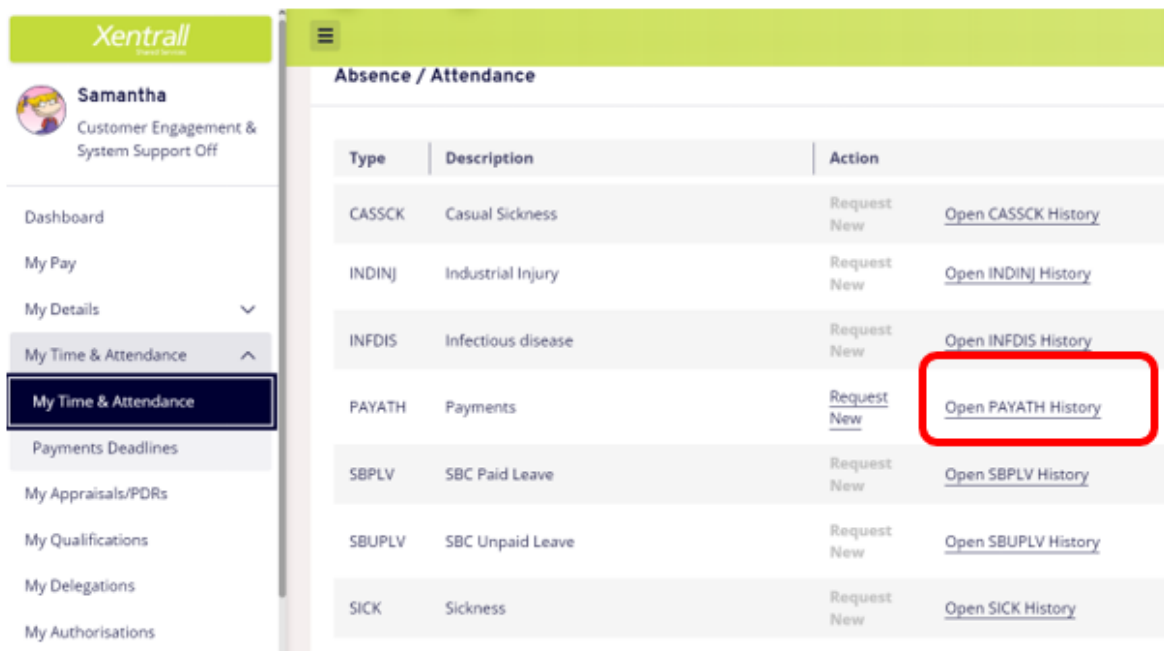 Xentrall
Shared Services
Samantha
Customer Engagement &
System Support Off
Dashboard
My Pay
My Details
My Time & Attendance
My Time & Attendance
Payments Deadlines
My Appraisals/PDRs
My Qualifications
My Delegations
My Authorisations
Absence / Attendance
Type Description Action
CASSCK Casual Sickness Request New Open CASSCK History
INDINJ Industrial Injury Request New Open INDINJ History
INFDIS Infectious disease Request New Open INFDIS History
PAYATH Payments Request New Open PAYATH History
SBPLV SBC Paid Leave Request New Open SBPLV History
SBUPLV SBC Unpaid Leave Request New Open SBUPLV History
SICK Sickness Request New Open SICK History